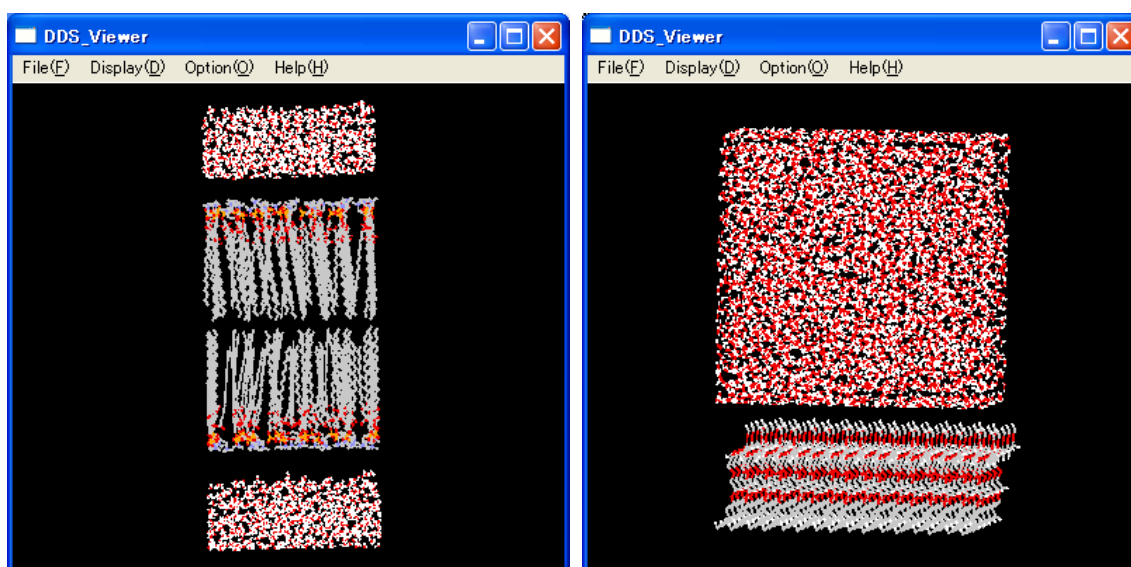 DDS_Viewer
File(F) Display(D) Option(O) Help(H)
DDS_Viewer
File(F) Display(D) Option(O) Help(H)